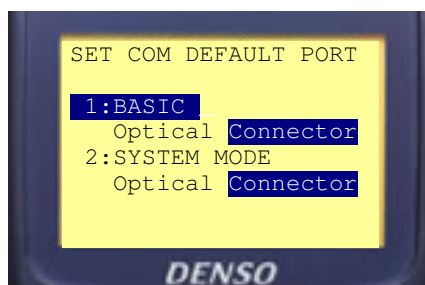 SET COM DEFAULT PORT
1:BASIC
Optical Connector
2:SYSTEM MODE
Optical Connector
DENSO